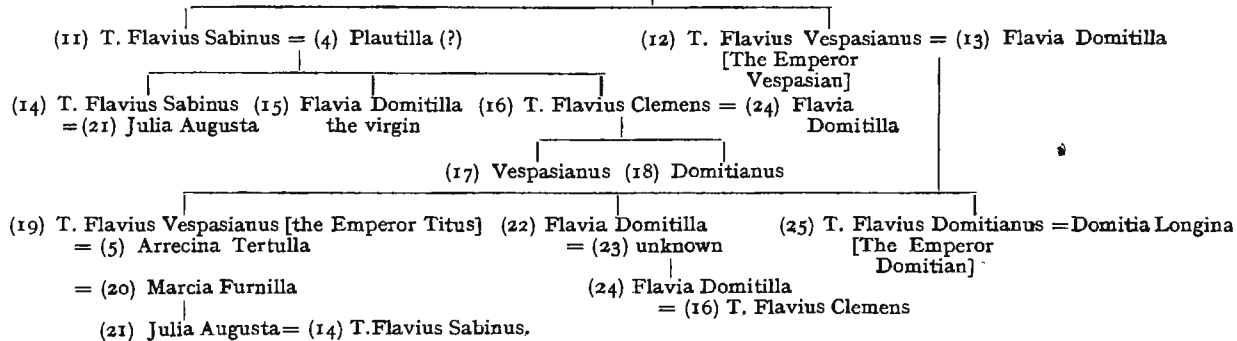 (11) T. Flavius Sabinus = (4) Plautilla (?) (12) T. Flavius Vespasianus = (13) Flavia Domitilla
[The Emperor
Vespasian]
(14) T. Flavius Sabinus (15) Flavia Domitilla (16) T. Flavius Clemens = (24) Flavia
= (21) Julia Augusta the virgin Domitilla
(17) Vespasianus (18) Domitianus
(19) T. Flavius Vespasianus [the Emperor Titus] (22) Flavia Domitilla (25) T. Flavius Domitianus = Domitia Longina
= (5) Arrecina Tertulla = (23) unknown [The Emperor
Domitian]
= (20) Marcia Furnilla (24) Flavia Domitilla
= (16) T. Flavius Clemens
(21) Julia Augusta = (14) T. Flavius Sabinus.